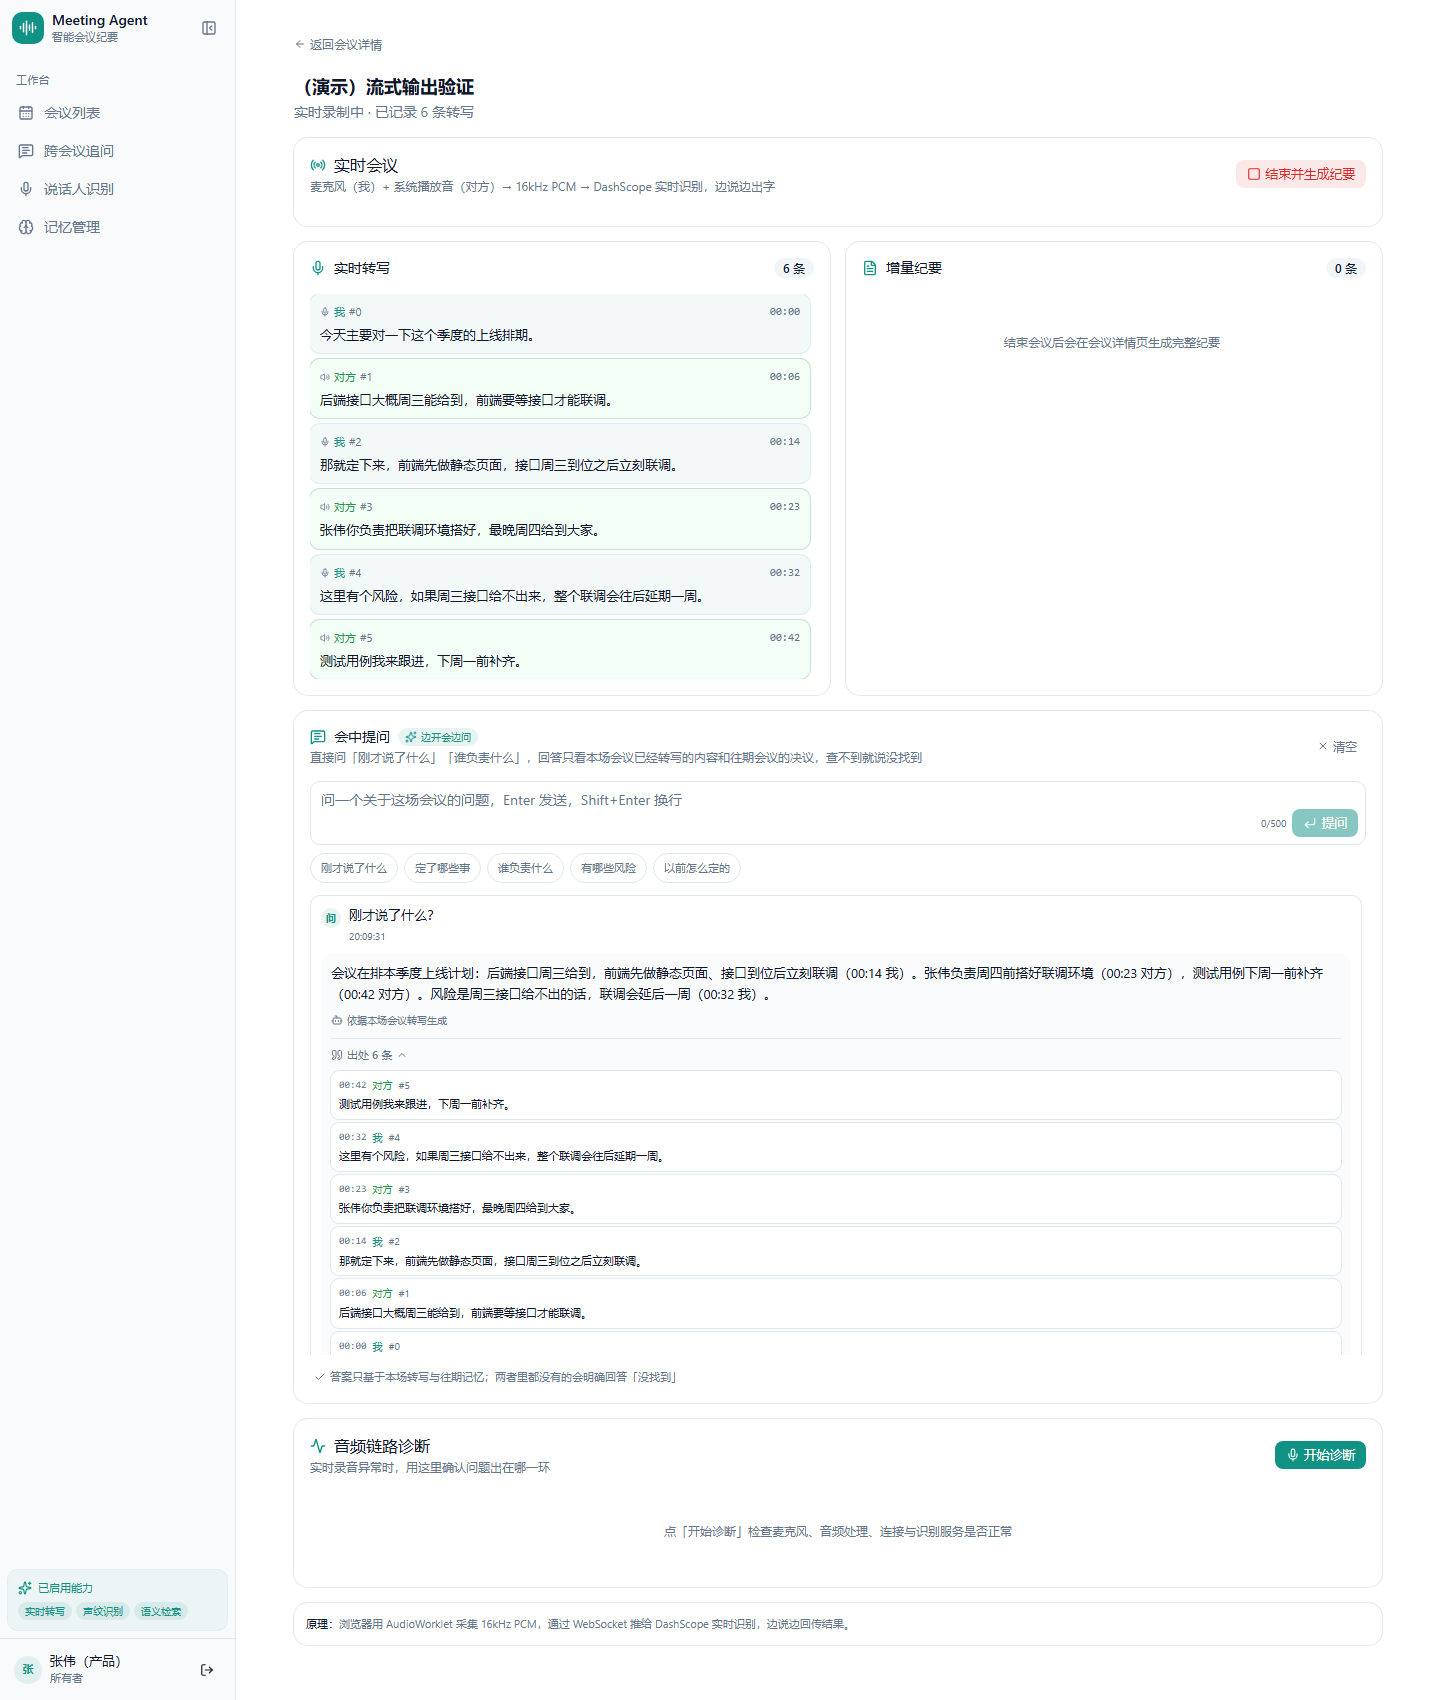 Meeting Agent
智能会议纪要
工作台
会议列表
跨会议追问
说话人识别
记忆管理
已启用能力
实时转写
声纹识别
语义检索
张
张伟（产品）
所有者
返回会议详情
（演示）流式输出验证
实时录制中 · 已记录 6 条转写
实时会议
麦克风（我）+ 系统播放音（对方）→ 16kHz PCM → DashScope 实时识别，边说边出字
结束并生成纪要
实时转写
6 条
我 #0
00:00
今天主要对一下这个季度的上线排期。
对方 #1
00:06
后端接口大概周三能给到，前端要等接口才能联调。
我 #2
00:14
那就定下来，前端先做静态页面，接口周三到位之后立刻联调。
对方 #3
00:23
张伟你负责把联调环境搭好，最晚周四给到大家。
我 #4
00:32
这里有个风险，如果周三接口给不出来，整个联调会往后延期一周。
对方 #5
00:42
测试用例我来跟进，下周一前补齐。
增量纪要
0 条
结束会议后会在会议详情页生成完整纪要
会中提问
边开会边问
直接问「刚才说了什么」「谁负责什么」，回答只看本场会议已经转写的内容和往期会议的决议，查不到就说没找到
清空
问一个关于这场会议的问题，Enter 发送，Shift+Enter 换行
0/500
提问
刚才说了什么
定了哪些事
谁负责什么
有哪些风险
以前怎么定的
问
刚才说了什么?
20:09:31
会议在排本季度上线计划：后端接口周三给到，前端先做静态页面、接口到位后立刻联调（00:14 我）。张伟负责周四前搭好联调环境（00:23 对方），测试用例下周一前补齐
（00:42 对方）。风险是周三接口给不出的话，联调会延后一周（00:32 我）。
依据本场会议转写生成
出处 6 条
00:42 对方 #5
测试用例我来跟进，下周一前补齐。
00:32 我 #4
这里有个风险，如果周三接口给不出来，整个联调会往后延期一周。
00:23 对方 #3
张伟你负责把联调环境搭好，最晚周四给到大家。
00:14 我 #2
那就定下来，前端先做静态页面，接口周三到位之后立刻联调。
00:06 对方 #1
后端接口大概周三能给到，前端要等接口才能联调。
00:00 我 #0
答案只基于本场转写与往期记忆；两者里都没有的会明确回答「没找到」
音频链路诊断
实时录音异常时，用这里确认问题出在哪一环
开始诊断
点「开始诊断」检查麦克风、音频处理、连接与识别服务是否正常
原理：浏览器用 AudioWorklet 采集 16kHz PCM，通过 WebSocket 推给 DashScope 实时识别，边说边回传结果。